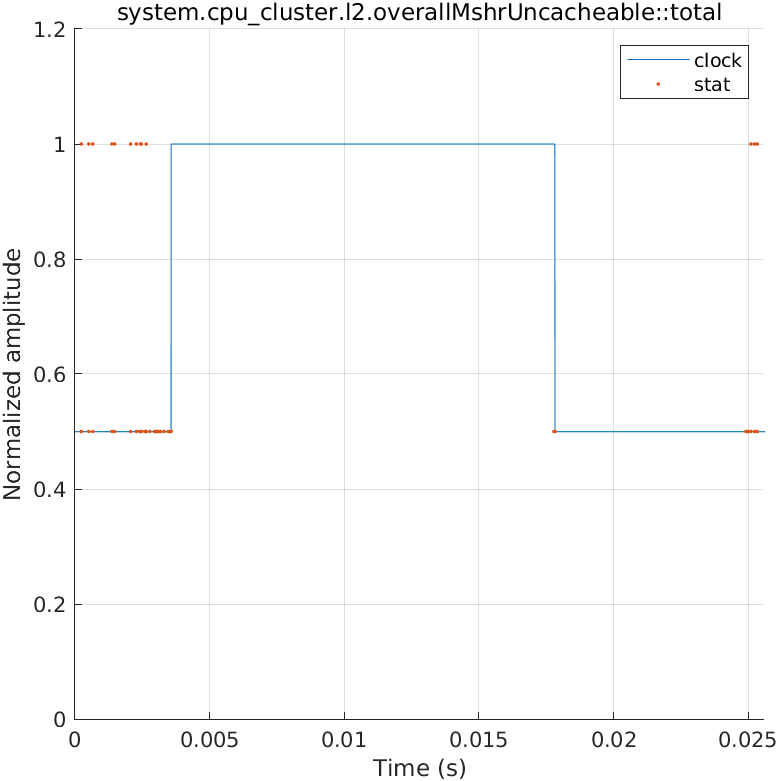 system.cpu_cluster.l2.overallMshrUncacheable::total
1.2
clock
stat
1
0.8
0.6
0.4
0.2
0
Normalized amplitude
0 0.005 0.01 0.015 0.02 0.025
Time (s)